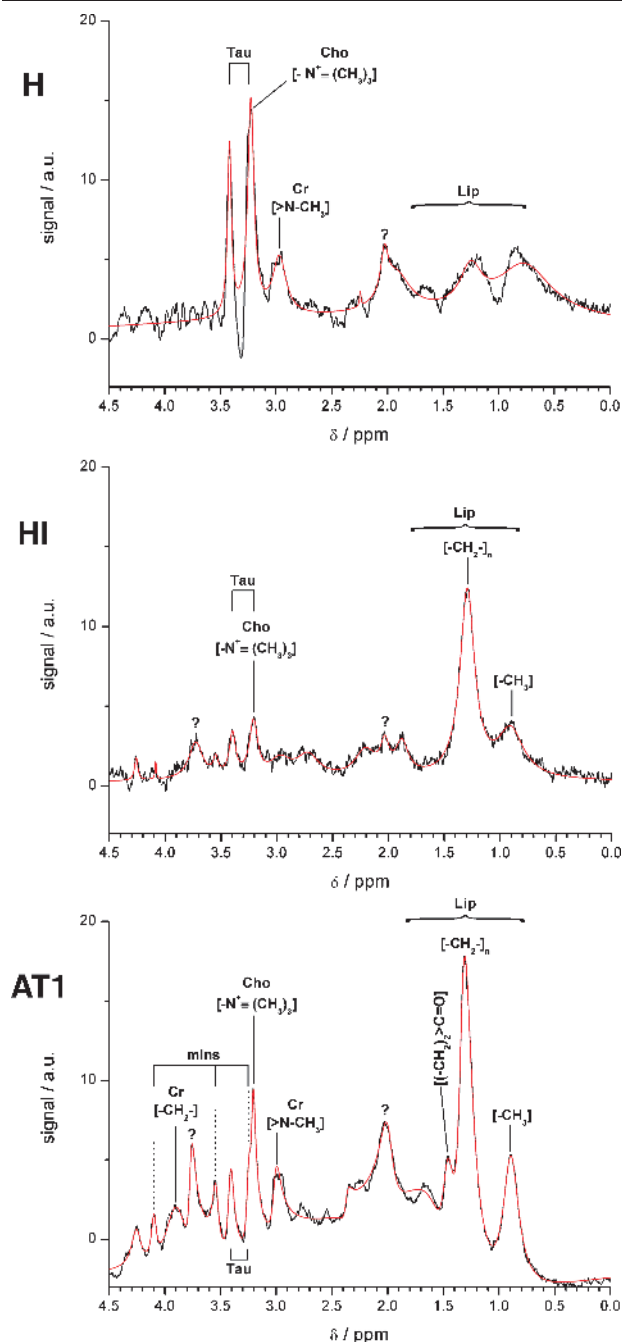 H
20
10
0
signal / a.u.
Tau
Cho
[- N⁺≡(CH₃)₃]
Cr
[>N-CH₃]
?
Lip
4.5 4.0 3.5 3.0 2.5 2.0 1.5 1.0 0.5 0.0
δ / ppm
HI
20
10
0
signal / a.u.
Lip
[-CH₂-]ₙ
Tau
Cho
[-N⁺≡(CH₃)₃]
[-CH₃]
?
?
4.5 4.0 3.5 3.0 2.5 2.0 1.5 1.0 0.5 0.0
δ / ppm
AT1
20
10
0
signal / a.u.
Lip
[-CH₂-]ₙ
Cho
[-N⁺≡(CH₃)₃]
[(-CH₂)₂>C=O]
mIns
Cr
[-CH₂-]
Cr
[>N-CH₃]
?
?
[-CH₃]
Tau
4.5 4.0 3.5 3.0 2.5 2.0 1.5 1.0 0.5 0.0
δ / ppm